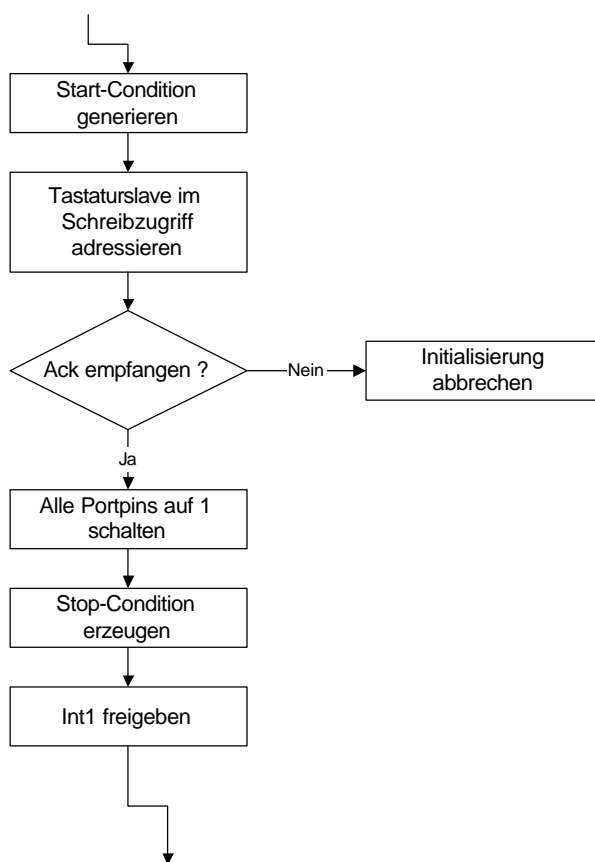 Start-Condition
generieren
Tastaturslave im
Schreibzugriff
adressieren
Ack empfangen ?
Nein
Initialisierung
abbrechen
Ja
Alle Portpins auf 1
schalten
Stop-Condition
erzeugen
Int1 freigeben